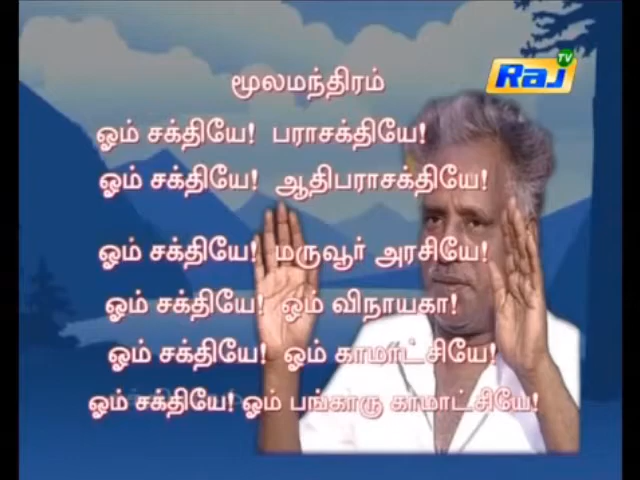 Raj TV
மூலமந்திரம்
ஓம் சக்தியே! பராசக்தியே!
ஓம் சக்தியே! ஆதிபராசக்தியே!
ஓம் சக்தியே! மருவூர் அரசியே!
ஓம் சக்தியே! ஓம் விநாயகா!
ஓம் சக்தியே! ஓம் காமாட்சியே!
ஓம் சக்தியே! ஓம் பங்காரு காமாட்சியே!